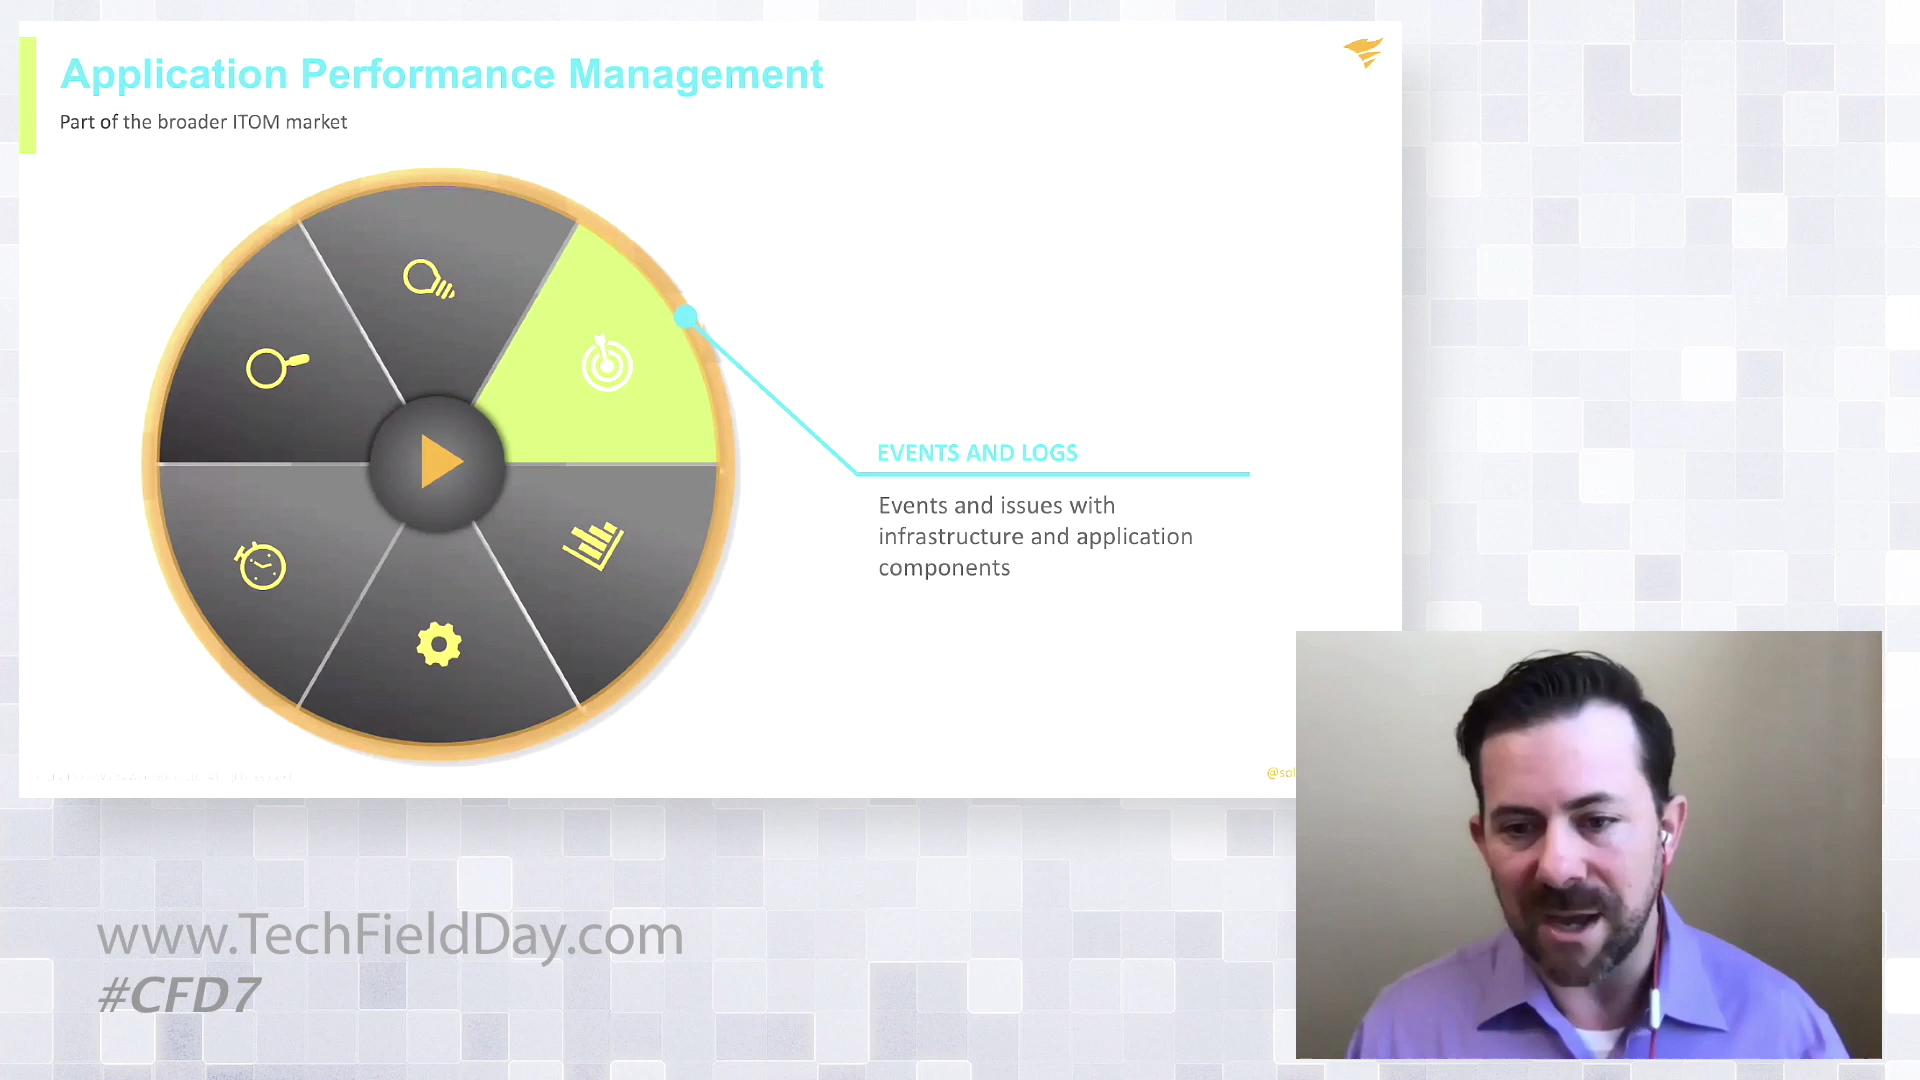 Application Performance Management
Part of the broader ITOM market
EVENTS AND LOGS
Events and issues with
infrastructure and application
components
www.TechFieldDay.com
#CFD7